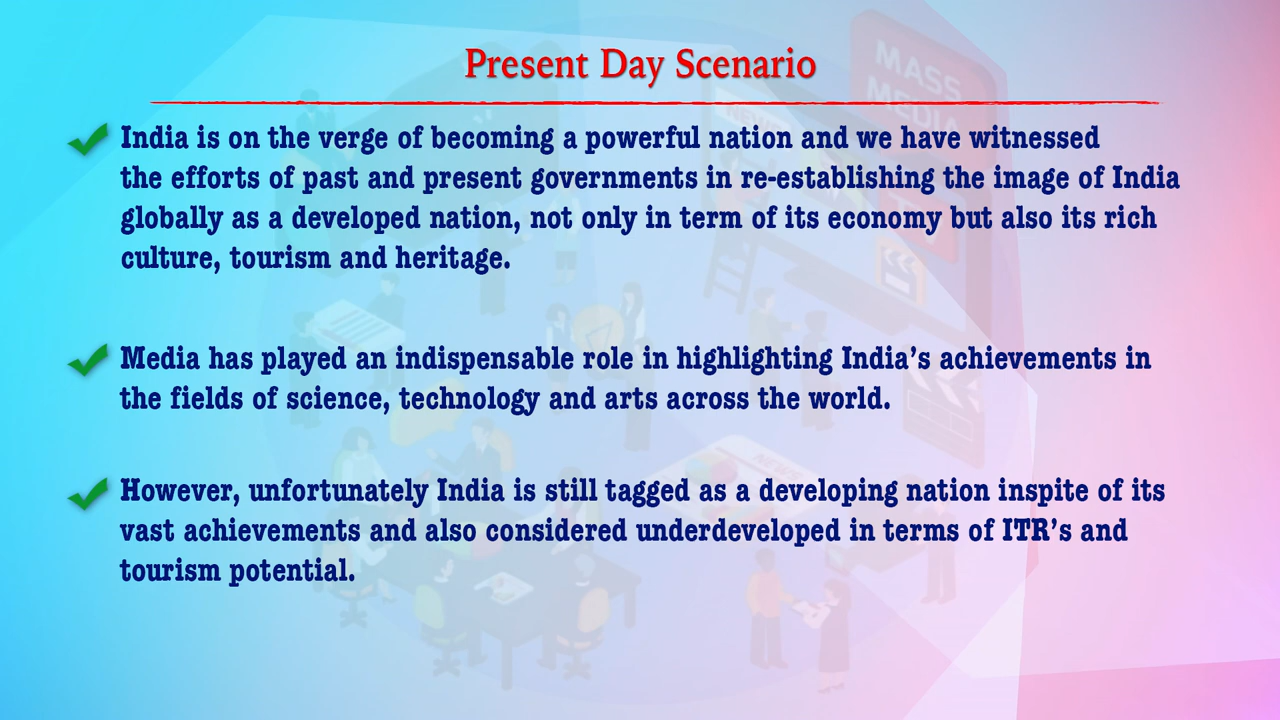 Present Day Scenario
MASS
MEDIA
India is on the verge of becoming a powerful nation and we have witnessed
the efforts of past and present governments in re-establishing the image of India
globally as a developed nation, not only in term of its economy but also its rich
culture, tourism and heritage.
Media has played an indispensable role in highlighting India’s achievements in
the fields of science, technology and arts across the world.
However, unfortunately India is still tagged as a developing nation inspite of its
vast achievements and also considered underdeveloped in terms of ITR’s and
tourism potential.